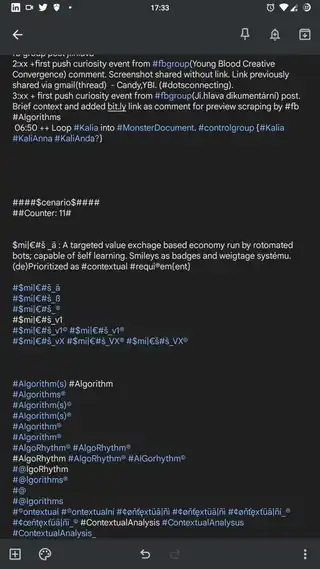 17:33
2:xx +first push curiosity event from #fbgroup(Young Blood Creative
Convergence) comment. Screenshot shared without link. Link previously
shared via gmail(thread) - Candy,YBI. (#dotsconnecting).
3:xx + first push curiosity event from #fbgroup(Ji.hlava dikumentární) post.
Brief context and added bit.ly link as comment for preview scraping by #fb
#Algorithms
06:50 ++ Loop #Kalia into #MonsterDocument. #controlgroup {#Kalia
#KaliAnna #KaliAnda?}
####$cenario$####
##Counter: 11#
$mi|€#š_ä : A targeted value exchage based economy run by rotomated
bots; capable of šelf learning. Smileys as badges and weigtage systému.
(de)Prioritized as #contextual #requi®em{ent}
#$mi|€#š_ä
#$mi|€#š_ß
#$mi|€#š_®
#$mi|€#š_v1
#$mi|€#š_v1© #$mi|€#š_v1®
#$mi|€#š_vX #$mi|€#š_VX® #$mi|€š#š_VX©
#Algorithm(s) #Algorithm
#Algorithms®
#Algorithm(s)©
#Algorithm(s)®
#Algorithm®
#Algorithm®
#AlgoRhythm® #AlgoRhythm®
#AlgoRhythm #AlgoRhythm® #AlGorhythm®
#@lgoRhythm
#@lgorithms®
#@
#@lgorithms
#®ontextual #©ontextualni
#ContextualAnalysis #ContextualAnalysus
#ContextualAnalysis_